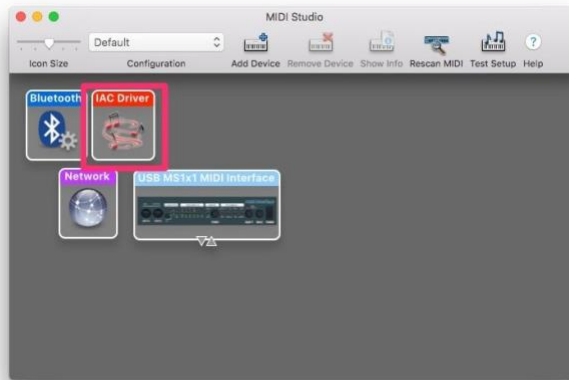 MIDI Studio
Default
Icon Size Configuration Add Device Remove Device Show Info Rescan MIDI Test Setup Help
Bluetooth IAC Driver
Network USB MS1x1 MIDI Interface